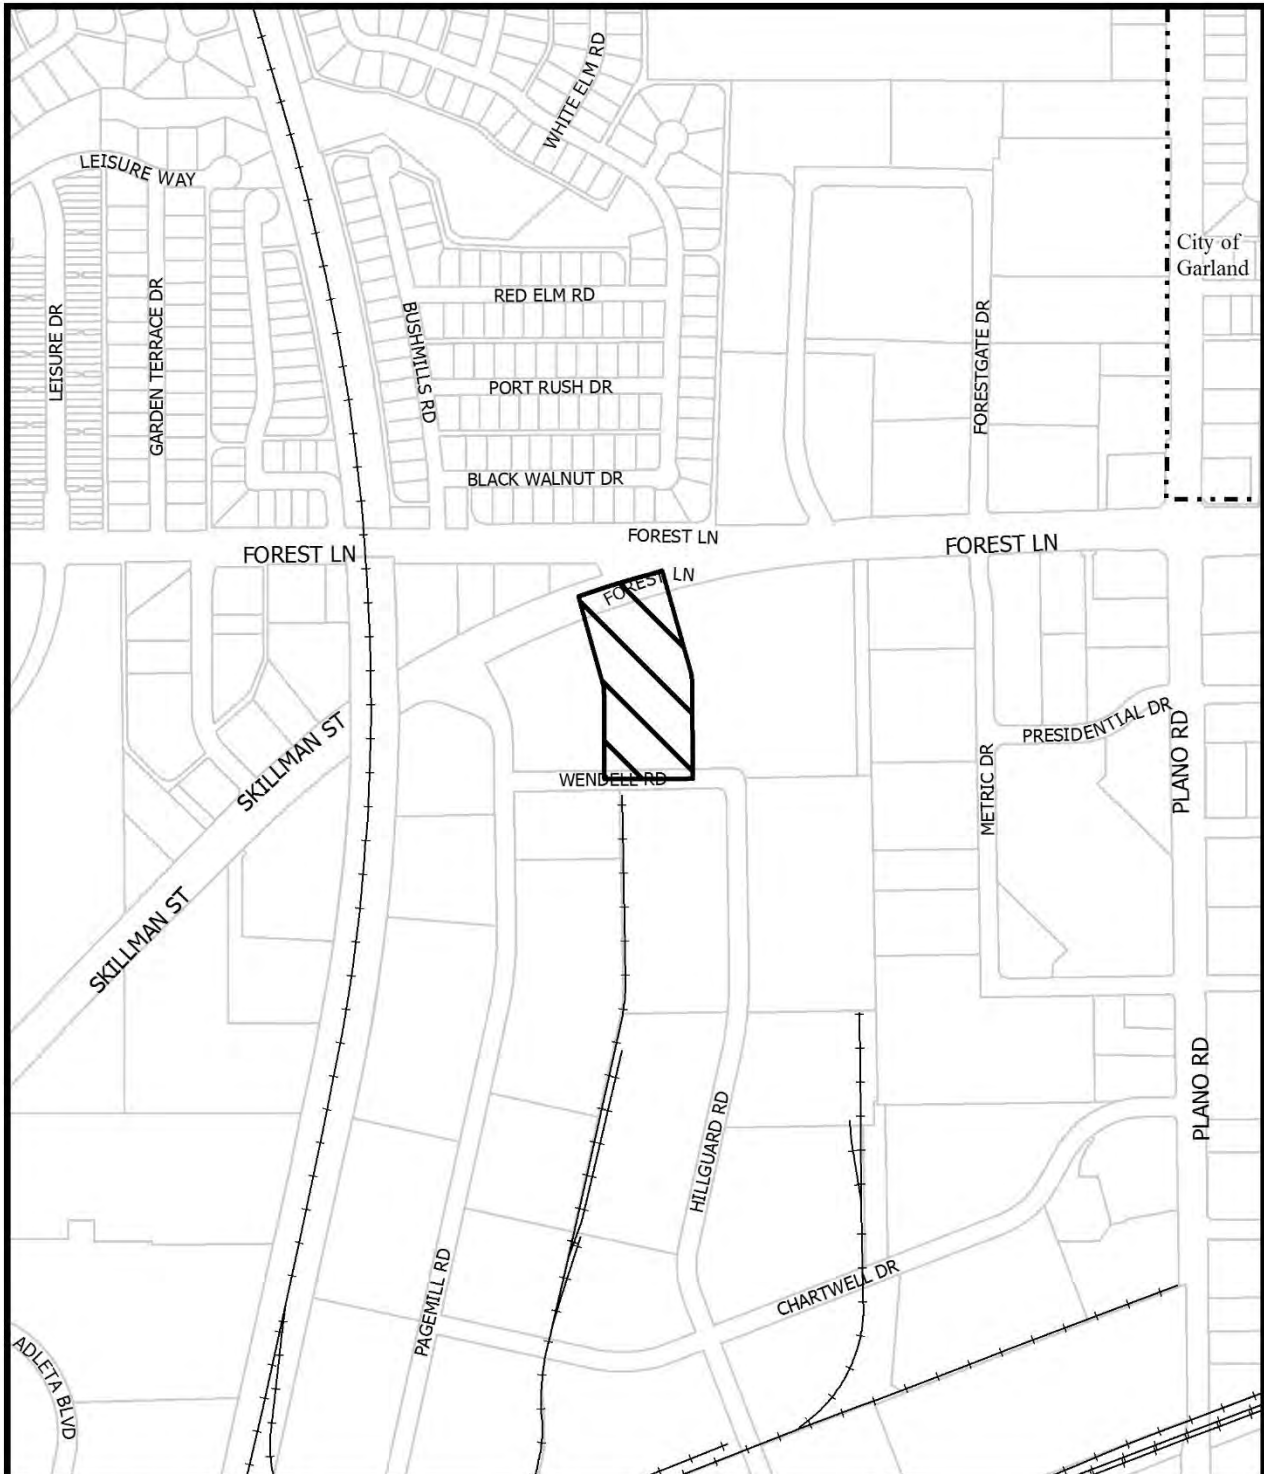 WHITE ELM RD
LEISURE WAY
City of
Garland
RED ELM RD
LEISURE DR
GARDEN TERRACE DR
BUSHMILLS RD
FORESTGATE DR
PORT RUSH DR
BLACK WALNUT DR
FOREST LN
FOREST LN
FOREST LN
FOREST LN
SKILLMAN ST
PRESIDENTIAL DR
PLANO RD
METRIC DR
WENDELL RD
SKILLMAN ST
PLANO RD
HILLGUARD RD
CHARTWELL DR
PAGEMILL RD
ADLETA BLVD